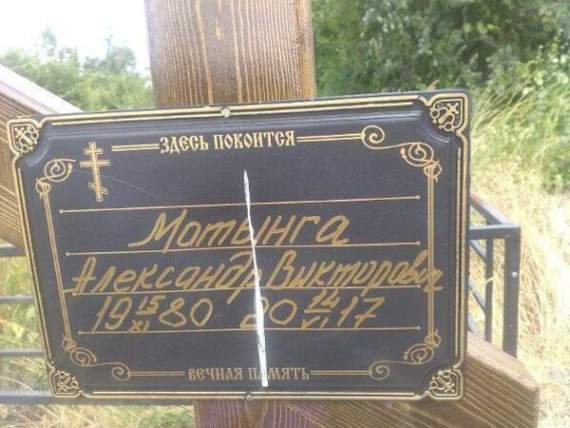 ЗДЕСЬ ПОКОИТСЯ
Мотынга
Александр Викторович
19 15/XI 80 20 14/VI 17
ВЕЧНАЯ ПАМЯТЬ